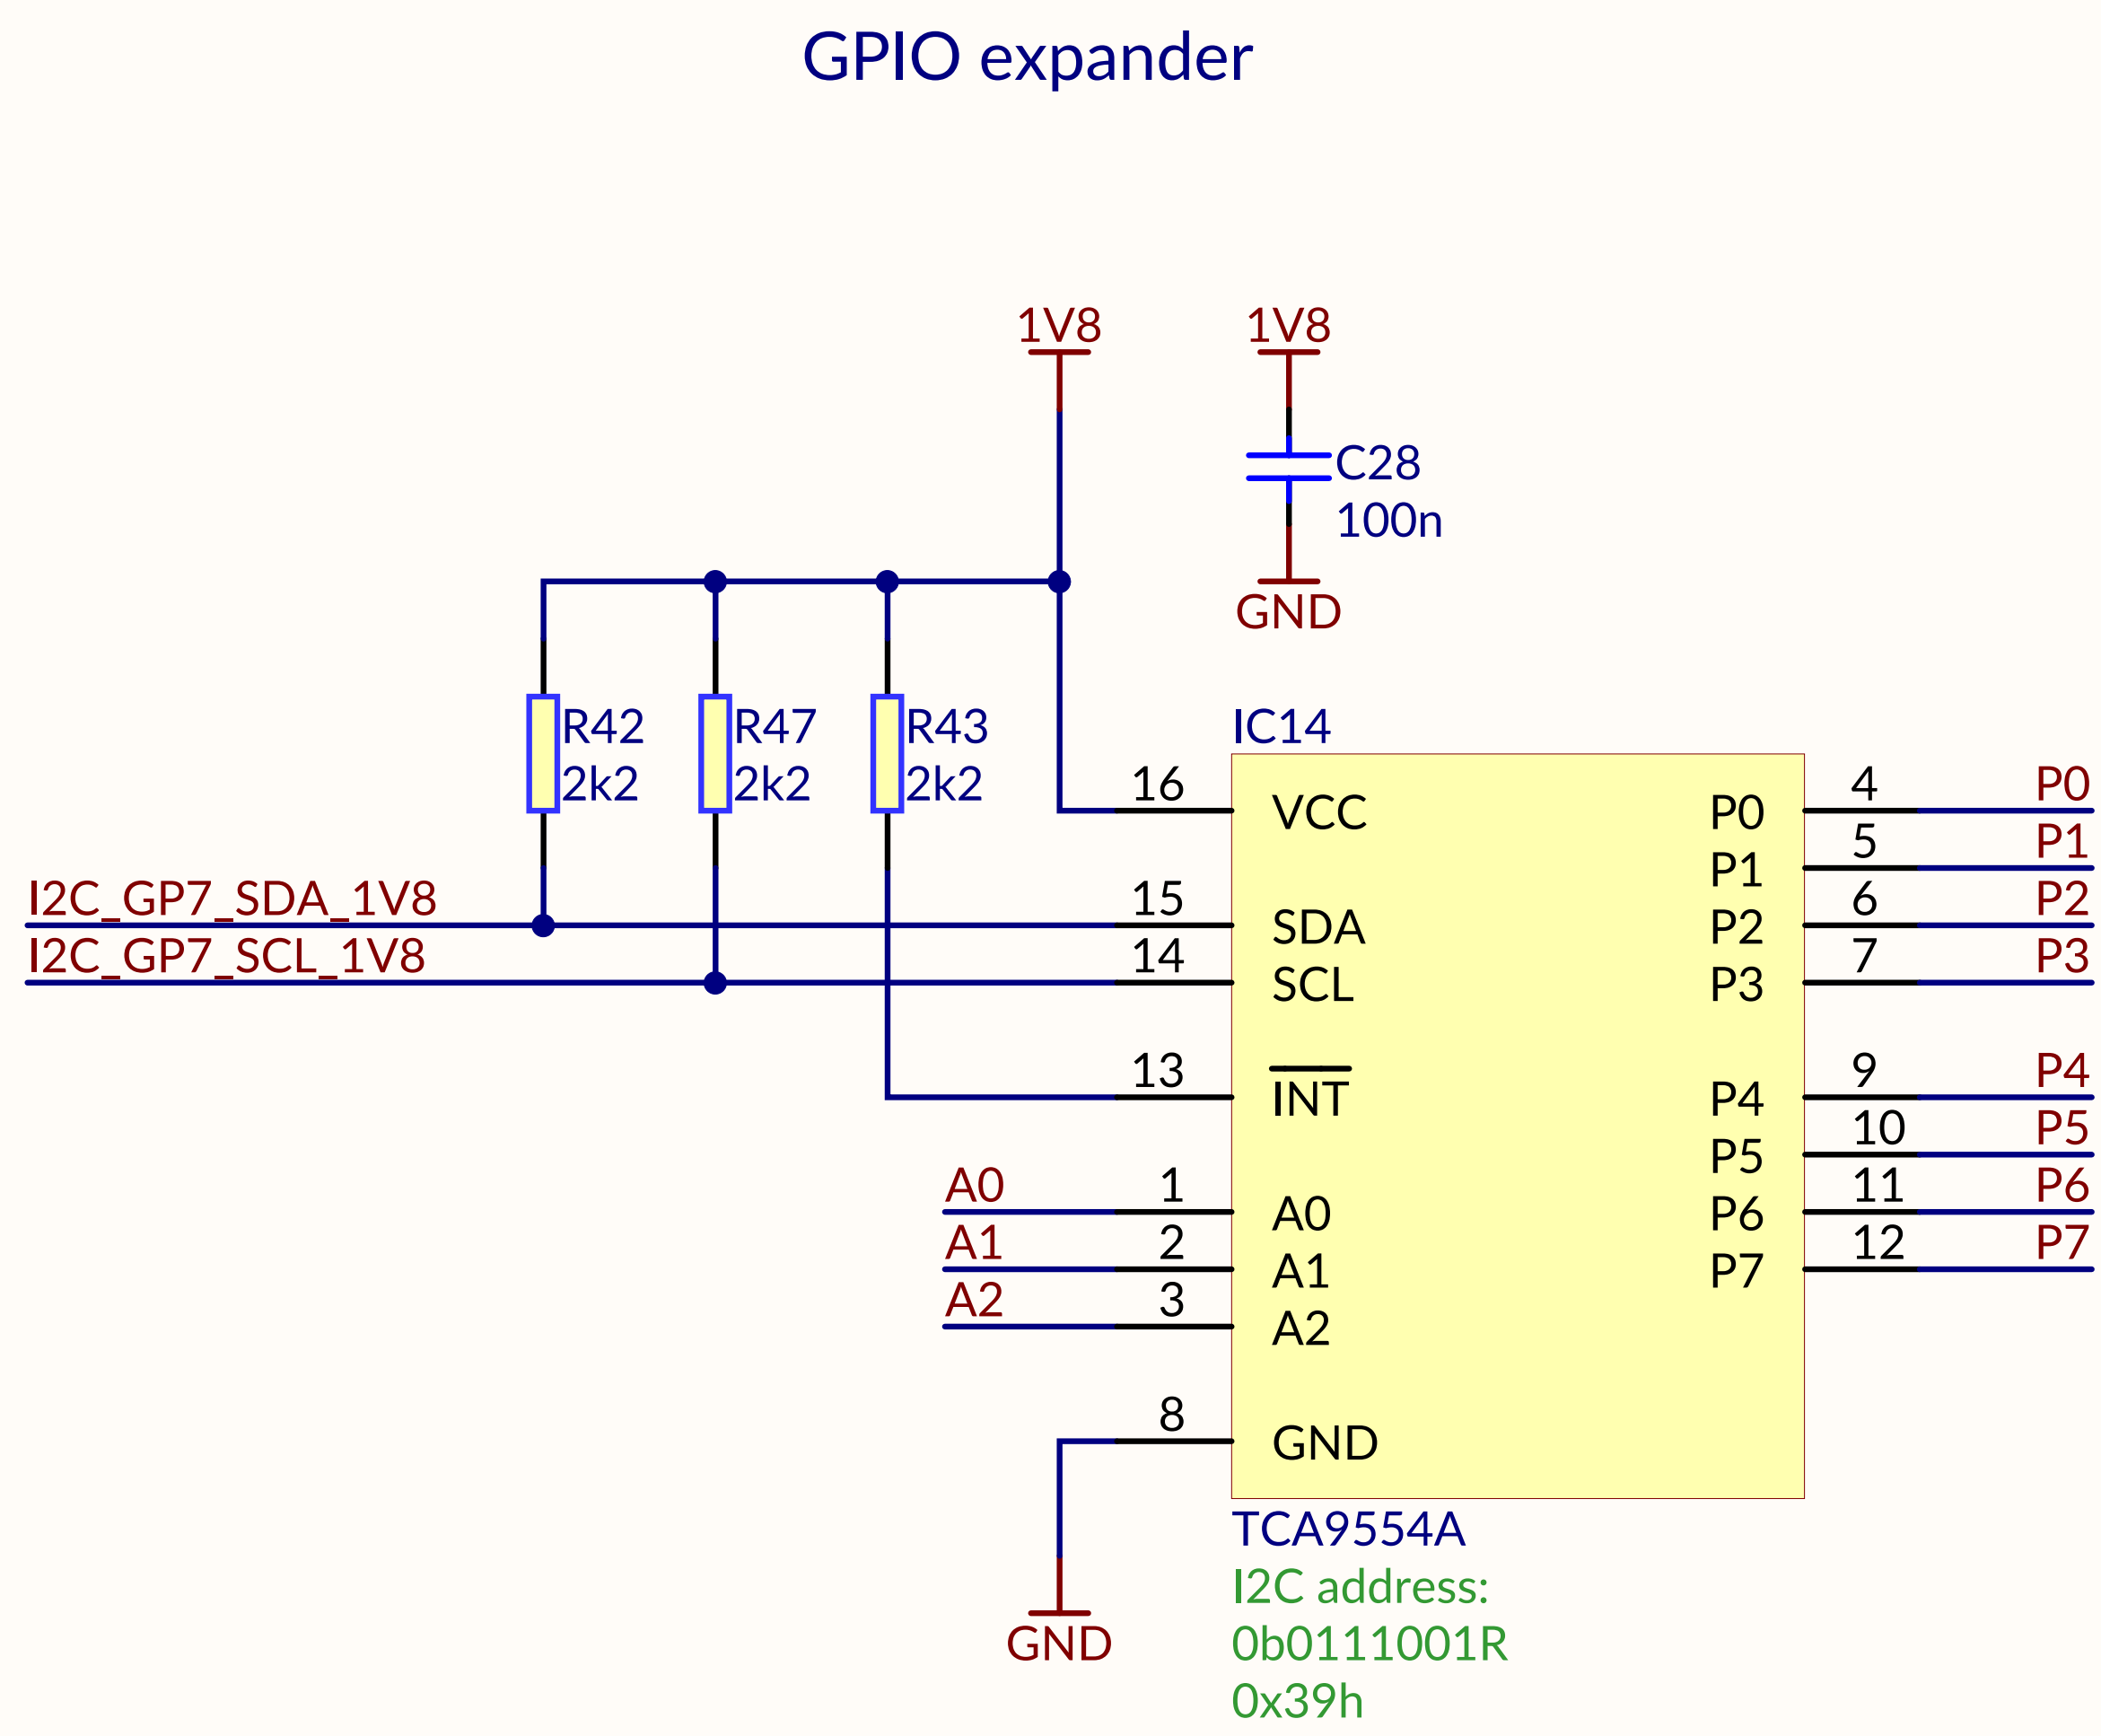 GPIO expander
1V8
1V8
C28
100n
GND
R42
2k2
R47
2k2
R43
2k2
IC14
16
VCC
P0
4
P0
P1
5
P1
I2C_GP7_SDA_1V8
15
SDA
P2
6
P2
I2C_GP7_SCL_1V8
14
SCL
P3
7
P3
13
INT
P4
9
P4
P5
10
P5
A0
1
A0
P6
11
P6
A1
2
A1
P7
12
P7
A2
3
A2
8
GND
GND
TCA9554A
I2C address:
0b0111001R
0x39h